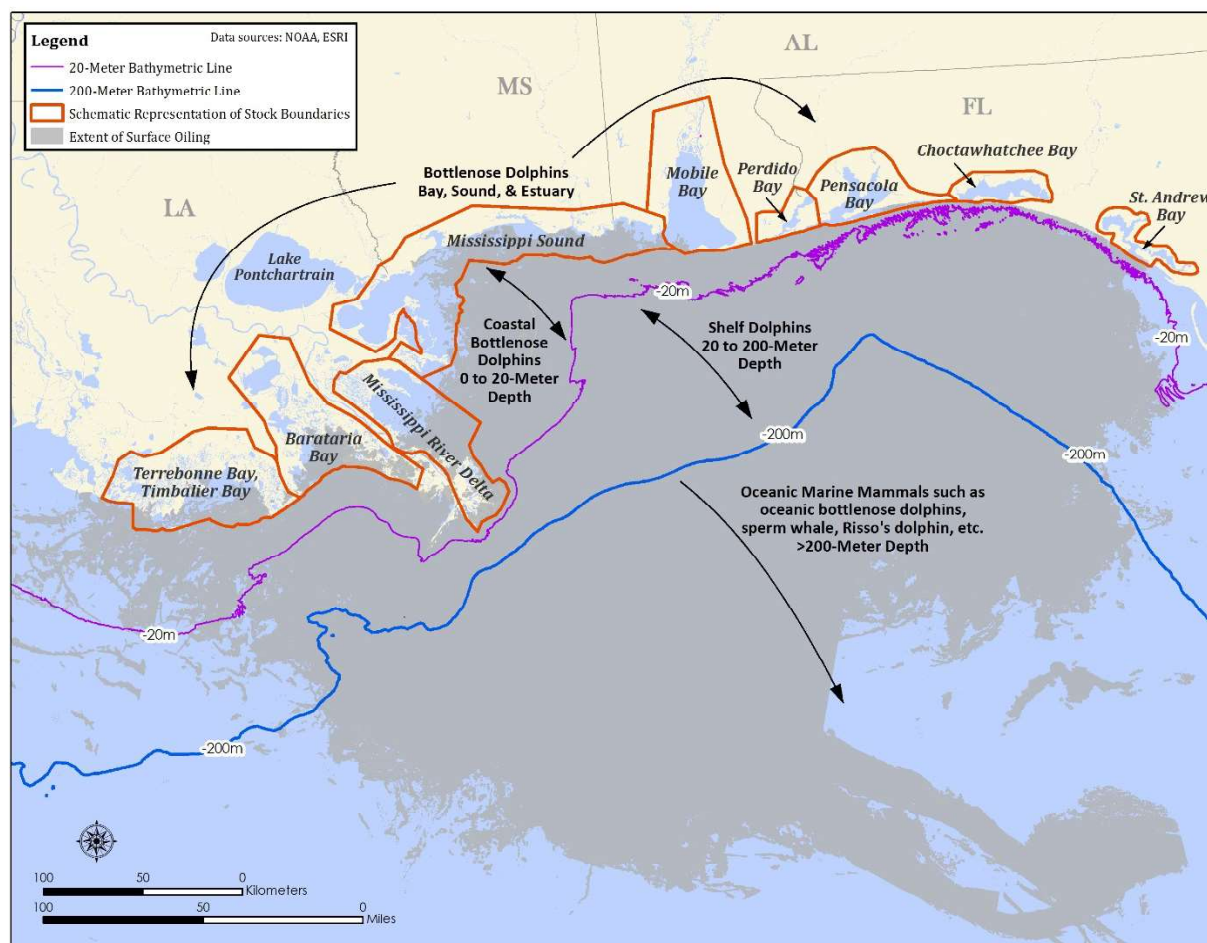 Legend
Data sources: NOAA, ESRI
20-Meter Bathymetric Line
200-Meter Bathymetric Line
Schematic Representation of Stock Boundaries
Extent of Surface Oiling
MS
AL
FL
LA
Bottlenose Dolphins
Bay, Sound, & Estuary
Mobile
Bay
Perdido
Bay
Pensacola
Bay
Choctawhatchee Bay
St. Andrew
Bay
Lake
Pontchartrain
Mississippi Sound
Coastal
Bottlenose
Dolphins
0 to 20-Meter
Depth
-20m
Shelf Dolphins
20 to 200-Meter
Depth
-20m
Mississippi River Delta
Barataria
Bay
Terrebonne Bay,
Timbalier Bay
-200m
-200m
Oceanic Marine Mammals such as
oceanic bottlenose dolphins,
sperm whale, Risso's dolphin, etc.
>200-Meter Depth
-20m
-200m
100 50 0
Kilometers
100 50 0
Miles